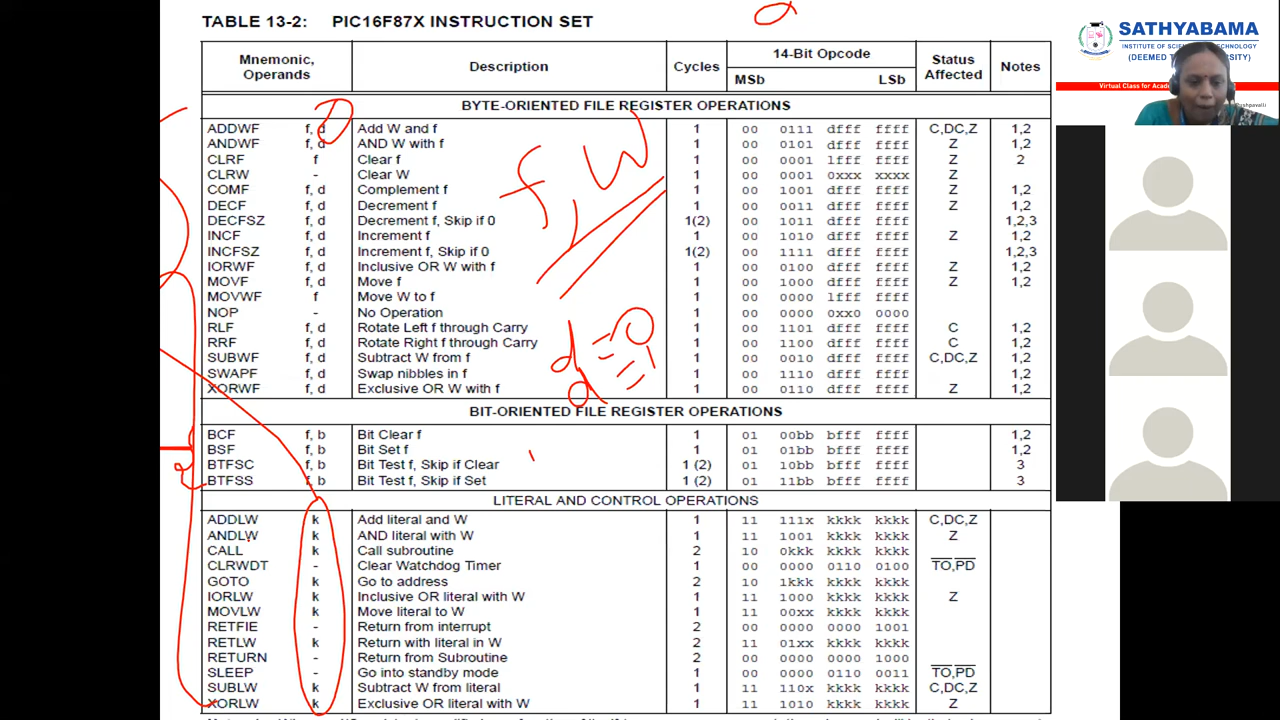 TABLE 13-2: PIC16F87X INSTRUCTION SET
SATHYABAMA
(DEEMED
Virtual Class for
Mnemonic, Operands Description Cycles 14-Bit Opcode Status Affected Notes
MSb LSb
BYTE-ORIENTED FILE REGISTER OPERATIONS
ADDWF f, d Add W and f 1 00 0111 dfff ffff C,DC,Z 1,2
ANDWF f, d AND W with f 1 00 0101 dfff ffff Z 1,2
CLRF f Clear f 1 00 0001 lfff ffff Z 2
CLRW - Clear W 1 00 0001 0xxx xxxx Z
COMF f, d Complement f 1 00 1001 dfff ffff Z 1,2
DECF f, d Decrement f 1 00 0011 dfff ffff Z 1,2
DECFSZ f, d Decrement f, Skip if 0 1(2) 00 1011 dfff ffff 1,2,3
INCF f, d Increment f 1 00 1010 dfff ffff Z 1,2
INCFSZ f, d Increment f, Skip if 0 1(2) 00 1111 dfff ffff 1,2,3
IORWF f, d Inclusive OR W with f 1 00 0100 dfff ffff Z 1,2
MOVF f, d Move f 1 00 1000 dfff ffff Z 1,2
MOVWF f Move W to f 1 00 0000 lfff ffff
NOP - No Operation 1 00 0000 0xx0 0000
RLF f, d Rotate Left f through Carry 1 00 1101 dfff ffff C 1,2
RRF f, d Rotate Right f through Carry 1 00 1100 dfff ffff C 1,2
SUBWF f, d Subtract W from f 1 00 0010 dfff ffff C,DC,Z 1,2
SWAPF f, d Swap nibbles in f 1 00 1110 dfff ffff 1,2
XORWF f, d Exclusive OR W with f 1 00 0110 dfff ffff Z 1,2
f, W
d=0
d=1
BIT-ORIENTED FILE REGISTER OPERATIONS
BCF f, b Bit Clear f 1 01 00bb bfff ffff 1,2
BSF f, b Bit Set f 1 01 01bb bfff ffff 1,2
BTFSC f, b Bit Test f, Skip if Clear 1 (2) 01 10bb bfff ffff 3
BTFSS f, b Bit Test f, Skip if Set 1 (2) 01 11bb bfff ffff 3
LITERAL AND CONTROL OPERATIONS
ADDLW k Add literal and W 1 11 111x kkkk kkkk C,DC,Z
ANDLW k AND literal with W 1 11 1001 kkkk kkkk Z
CALL k Call subroutine 2 10 0kkk kkkk kkkk
CLRWDT - Clear Watchdog Timer 1 00 0000 0110 0100 TO,PD
GOTO k Go to address 2 10 1kkk kkkk kkkk
IORLW k Inclusive OR literal with W 1 11 1000 kkkk kkkk Z
MOVLW k Move literal to W 1 11 00xx kkkk kkkk
RETFIE - Return from interrupt 2 00 0000 0000 1001
RETLW k Return with literal in W 2 11 01xx kkkk kkkk
RETURN - Return from Subroutine 2 00 0000 0000 1000
SLEEP - Go into standby mode 1 00 0000 0110 0011 TO,PD
SUBLW k Subtract W from literal 1 11 110x kkkk kkkk C,DC,Z
XORLW k Exclusive OR literal with W 1 11 1010 kkkk kkkk Z